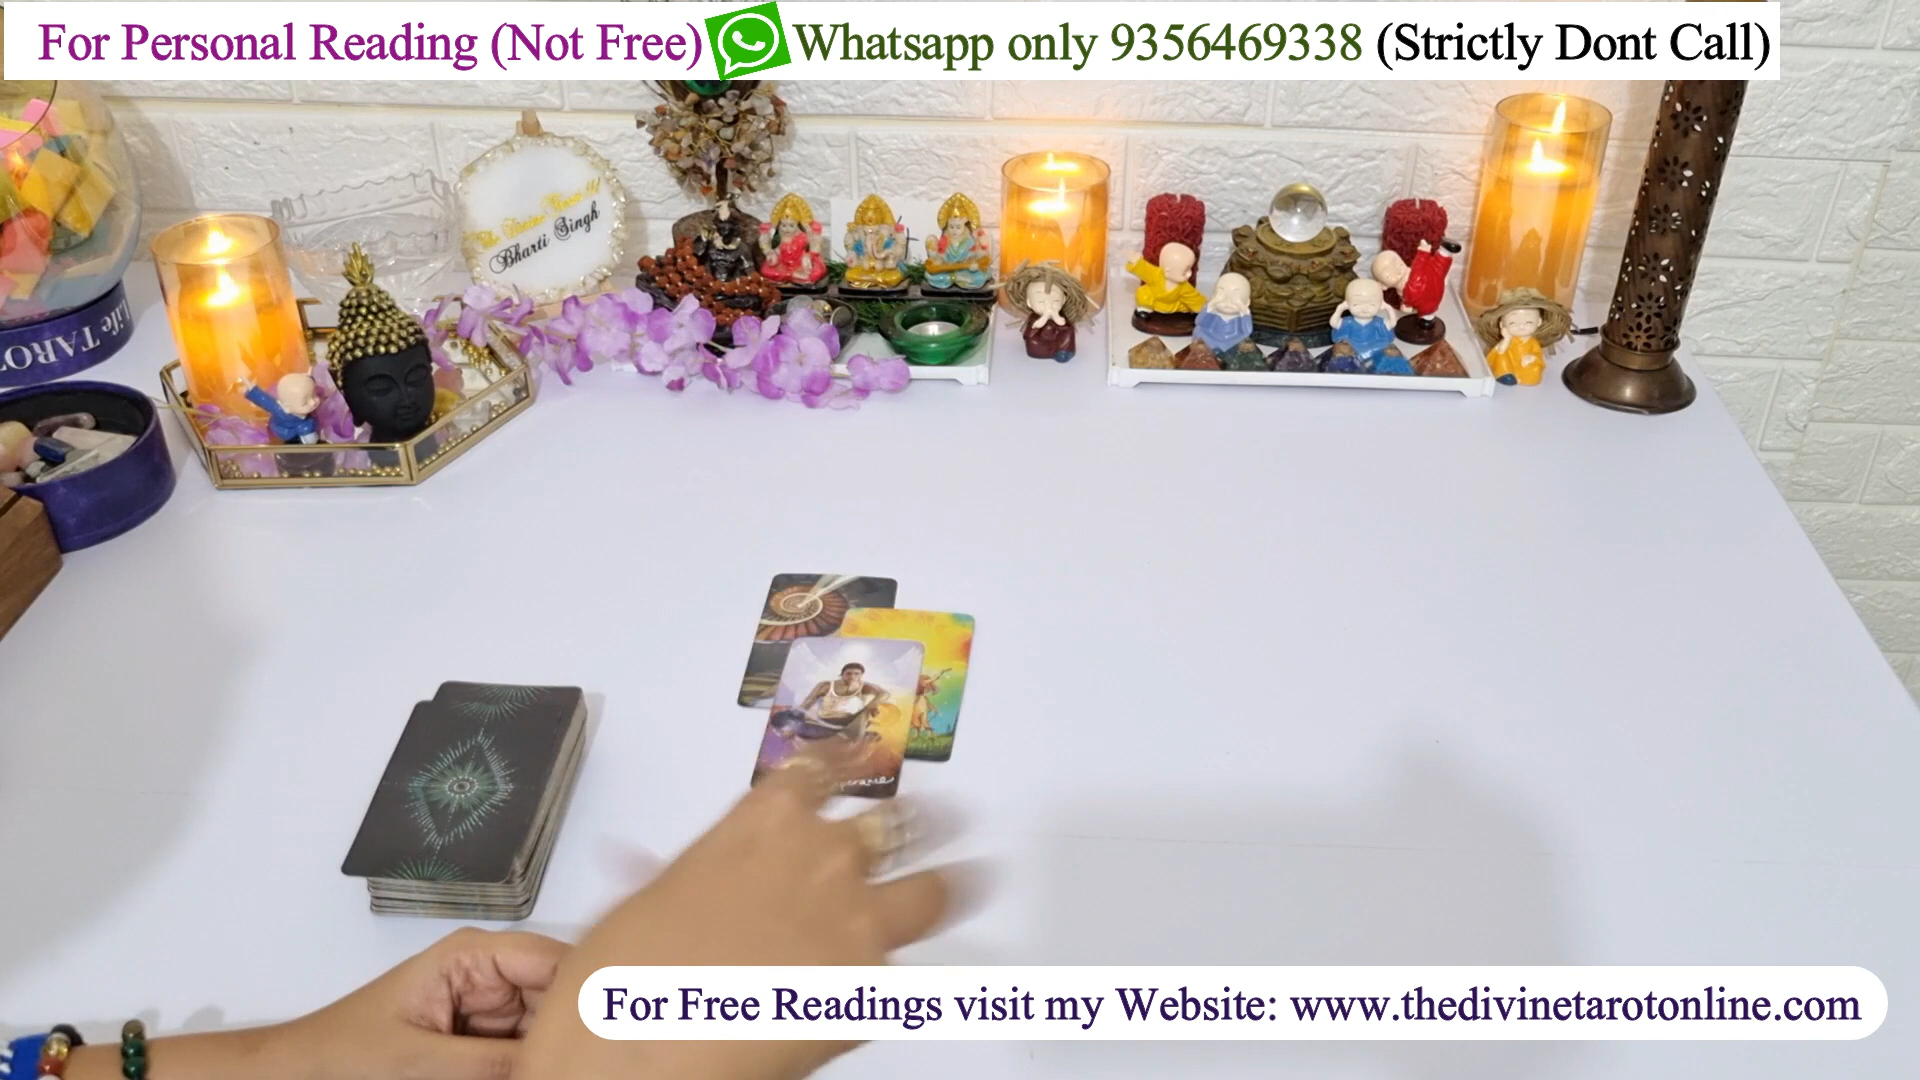 For Personal Reading (Not Free) Whatsapp only 9356469338 (Strictly Dont Call)
Bharti Singh
Life TARO
For Free Readings visit my Website: www.thedivinetarotonline.com